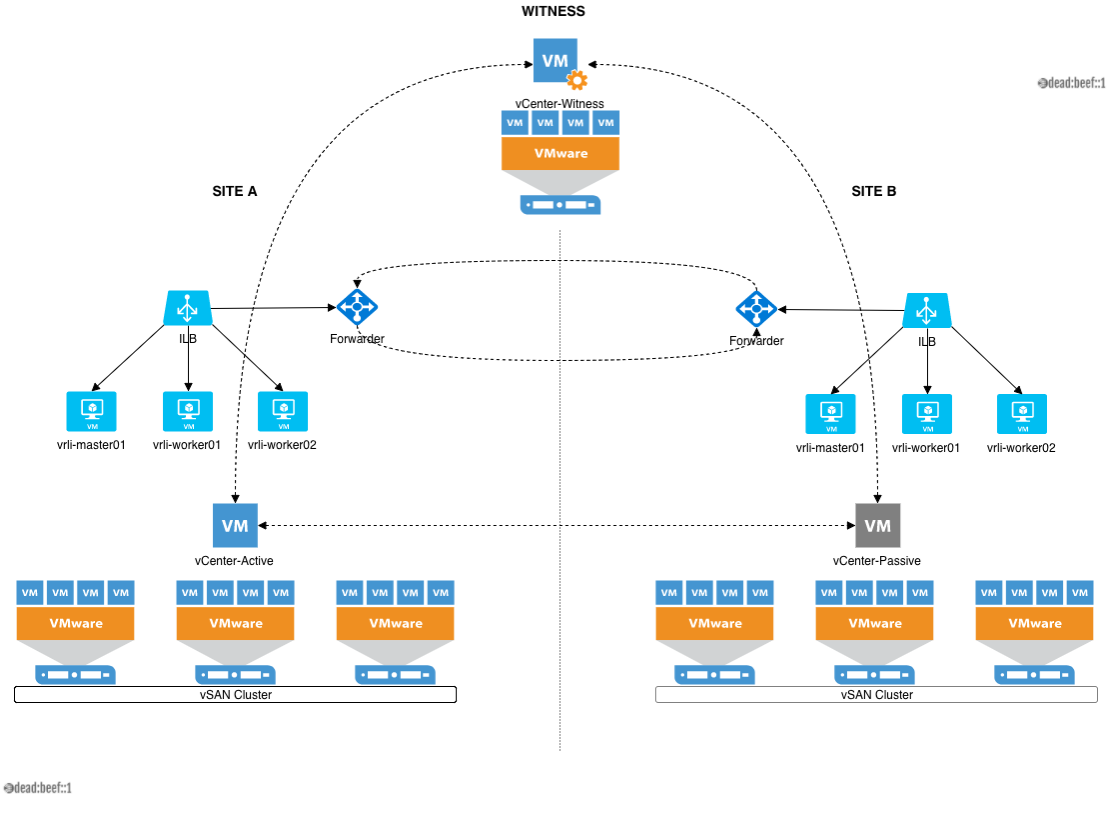 WITNESS
VM
vCenter-Witness
dead:beef::1
VM VM VM VM
VMware
SITE A
SITE B
ILB
Forwarder
Forwarder
ILB
VM VM VM
vrli-master01 vrli-worker01 vrli-worker02
VM VM VM
vrli-master01 vrli-worker01 vrli-worker02
VM
vCenter-Active
VM
vCenter-Passive
VM VM VM VM VM VM VM VM VM VM VM VM
VMware VMware VMware
vSAN Cluster
VM VM VM VM VM VM VM VM VM VM VM VM
VMware VMware VMware
vSAN Cluster
dead:beef::1